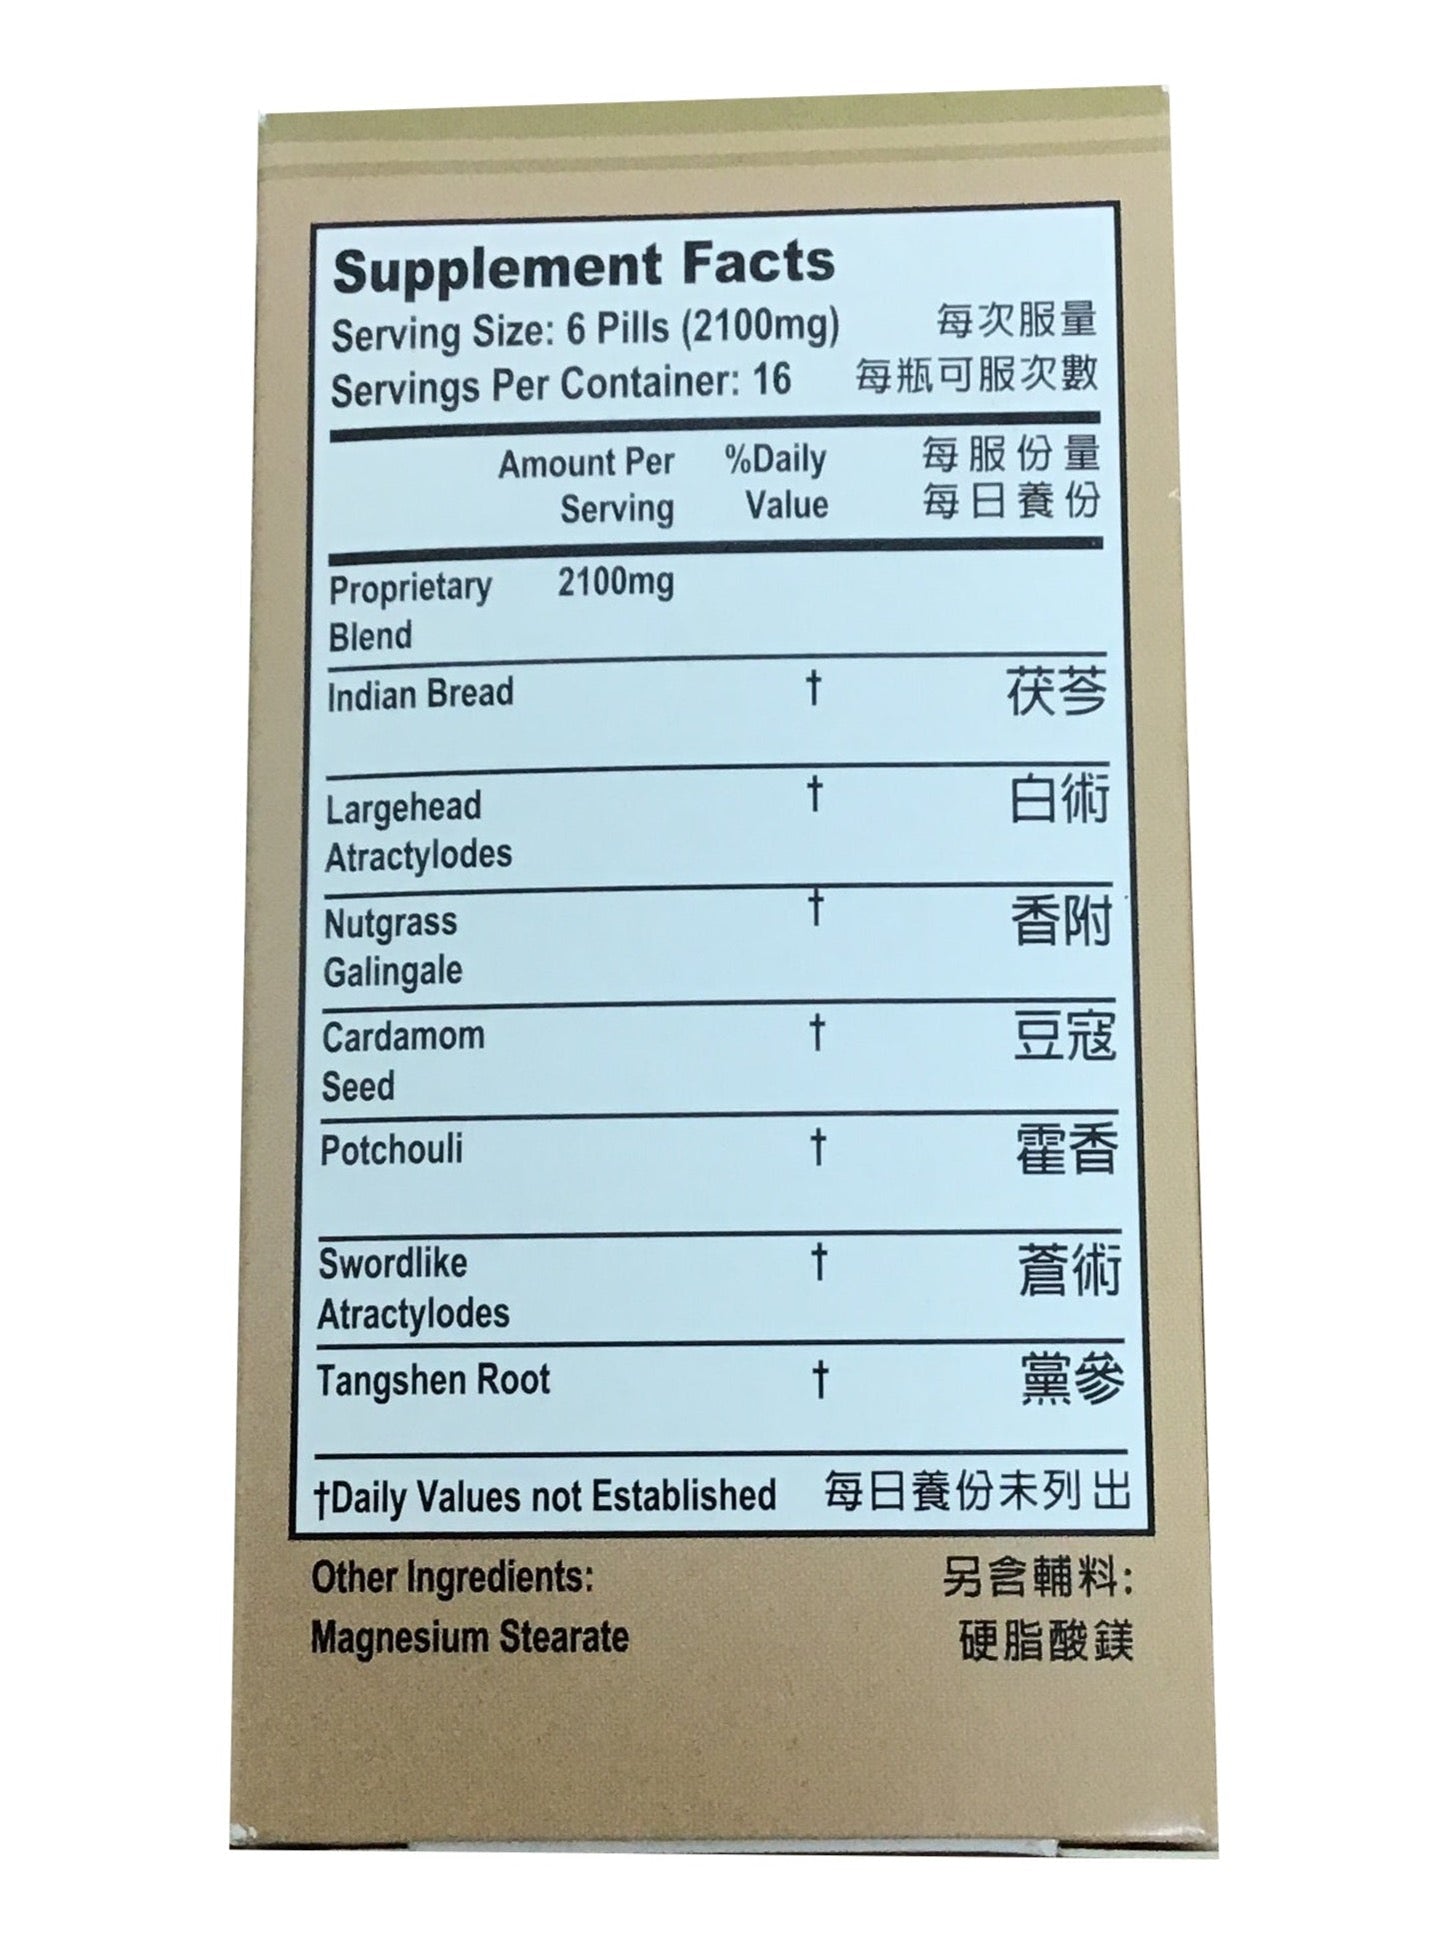 Supplement Facts
Serving Size: 6 Pills (2100mg) 每次服量
Servings Per Container: 16 每瓶可服次數
Amount Per %Daily 每服份量
Serving Value 每日養份
Proprietary 2100mg
Blend
Indian Bread † 茯苓
Largehead † 白術
Atractylodes
Nutgrass † 香附
Galingale
Cardamom † 豆寇
Seed
Potchouli † 霍香
Swordlike † 蒼術
Atractylodes
Tangshen Root † 黨參
†Daily Values not Established 每日養份未列出
Other Ingredients: 另含輔料:
Magnesium Stearate 硬脂酸鎂